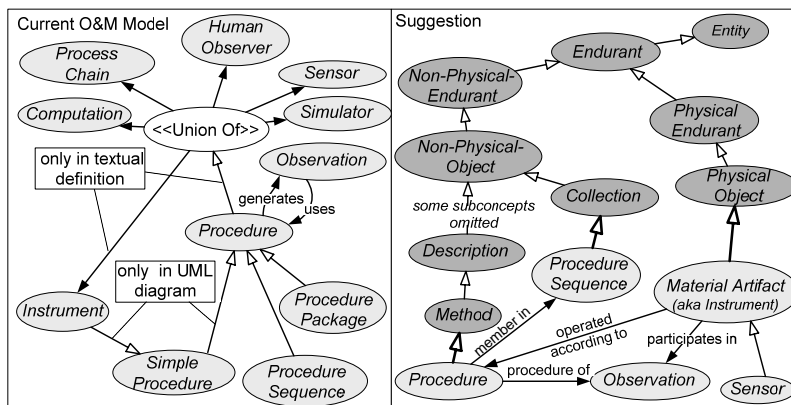 Current O&M Model
Human
Observer
Process
Chain
Sensor
Computation
<<Union Of>>
Simulator
only in textual
definition
Observation
generates
uses
Procedure
only in UML
diagram
Instrument
Procedure
Package
Simple
Procedure
Procedure
Sequence
Suggestion
Entity
Endurant
Non-Physical-
Endurant
Physical
Endurant
Non-Physical-
Object
Physical
Object
some subconcepts
omitted
Collection
Description
Procedure
Sequence
Material Artifact
(aka Instrument)
Method
member in
operated
according to
participates in
Procedure
procedure of
Observation
Sensor